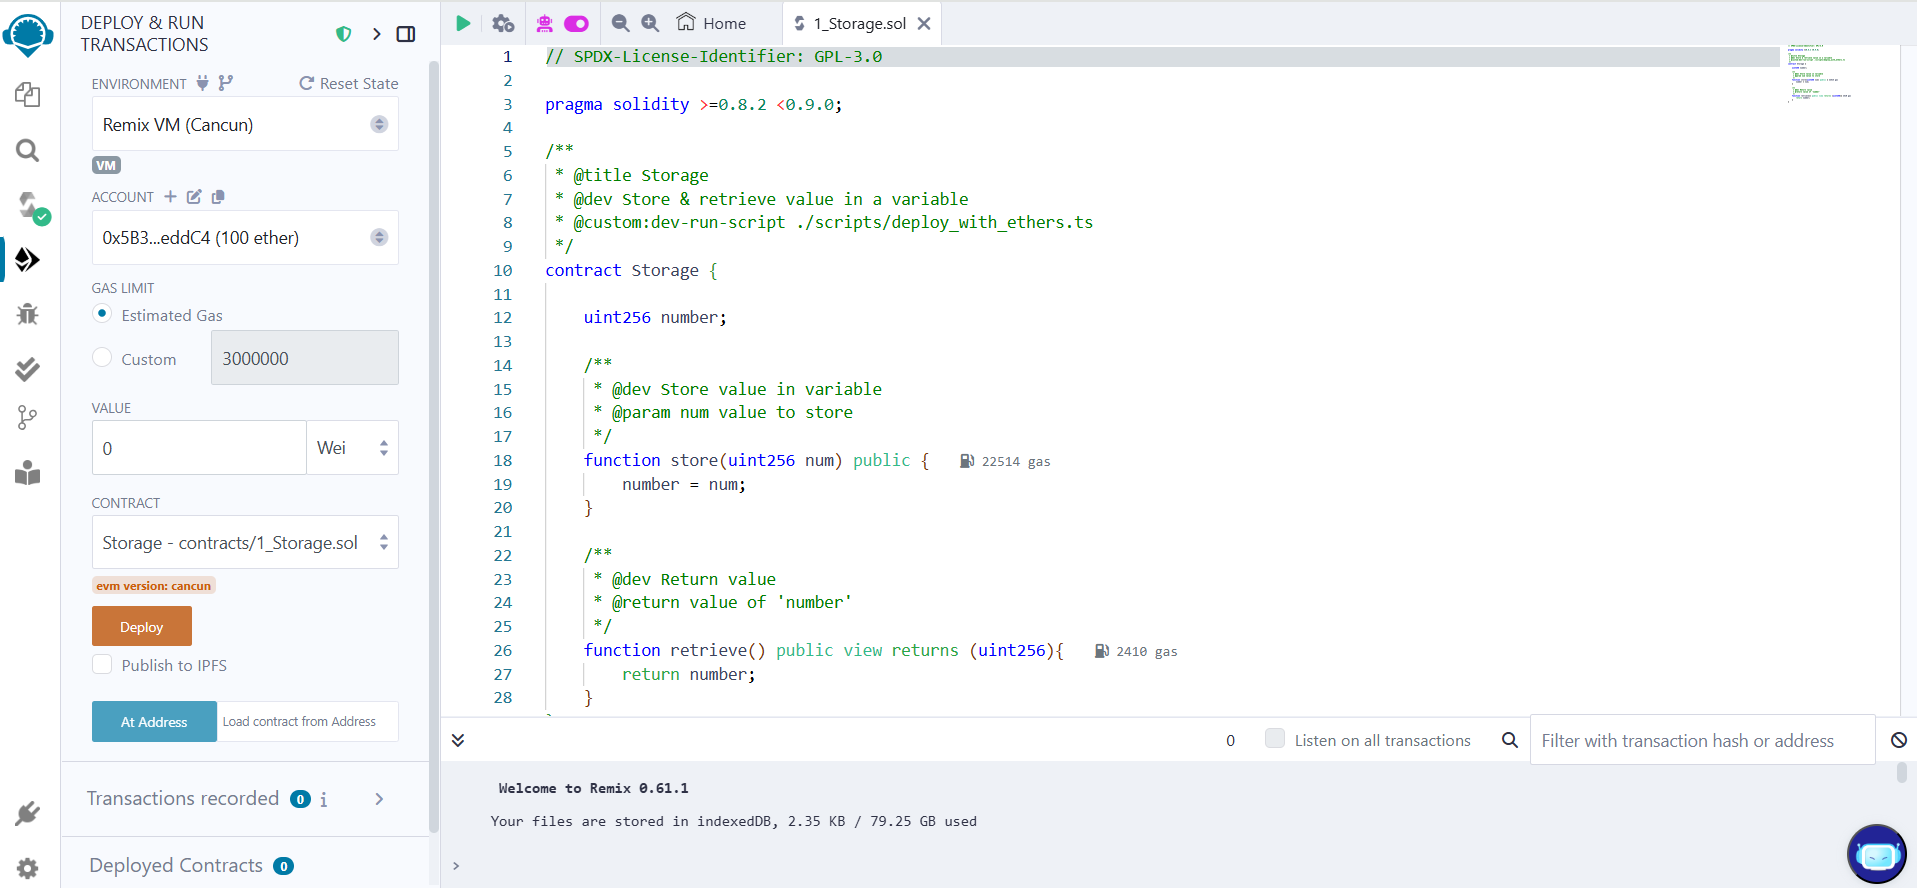 DEPLOY & RUN
TRANSACTIONS
ENVIRONMENT
Reset State
Remix VM (Cancun)
VM
ACCOUNT
0x5B3...eddC4 (100 ether)
GAS LIMIT
Estimated Gas
Custom
3000000
VALUE
0
Wei
CONTRACT
Storage - contracts/1_Storage.sol
evm version: cancun
Deploy
Publish to IPFS
At Address
Load contract from Address
Transactions recorded 0 i
Deployed Contracts 0
Home
1_Storage.sol
1 // SPDX-License-Identifier: GPL-3.0
2
3 pragma solidity >=0.8.2 <0.9.0;
4
5 /**
6  * @title Storage
7  * @dev Store & retrieve value in a variable
8  * @custom:dev-run-script ./scripts/deploy_with_ethers.ts
9  */
10 contract Storage {
11
12     uint256 number;
13
14     /**
15      * @dev Store value in variable
16      * @param num value to store
17      */
18     function store(uint256 num) public { 22514 gas
19         number = num;
20     }
21
22     /**
23      * @dev Return value
24      * @return value of 'number'
25      */
26     function retrieve() public view returns (uint256){ 2410 gas
27         return number;
28     }
0
Listen on all transactions
Filter with transaction hash or address
Welcome to Remix 0.61.1
Your files are stored in indexedDB, 2.35 KB / 79.25 GB used
>